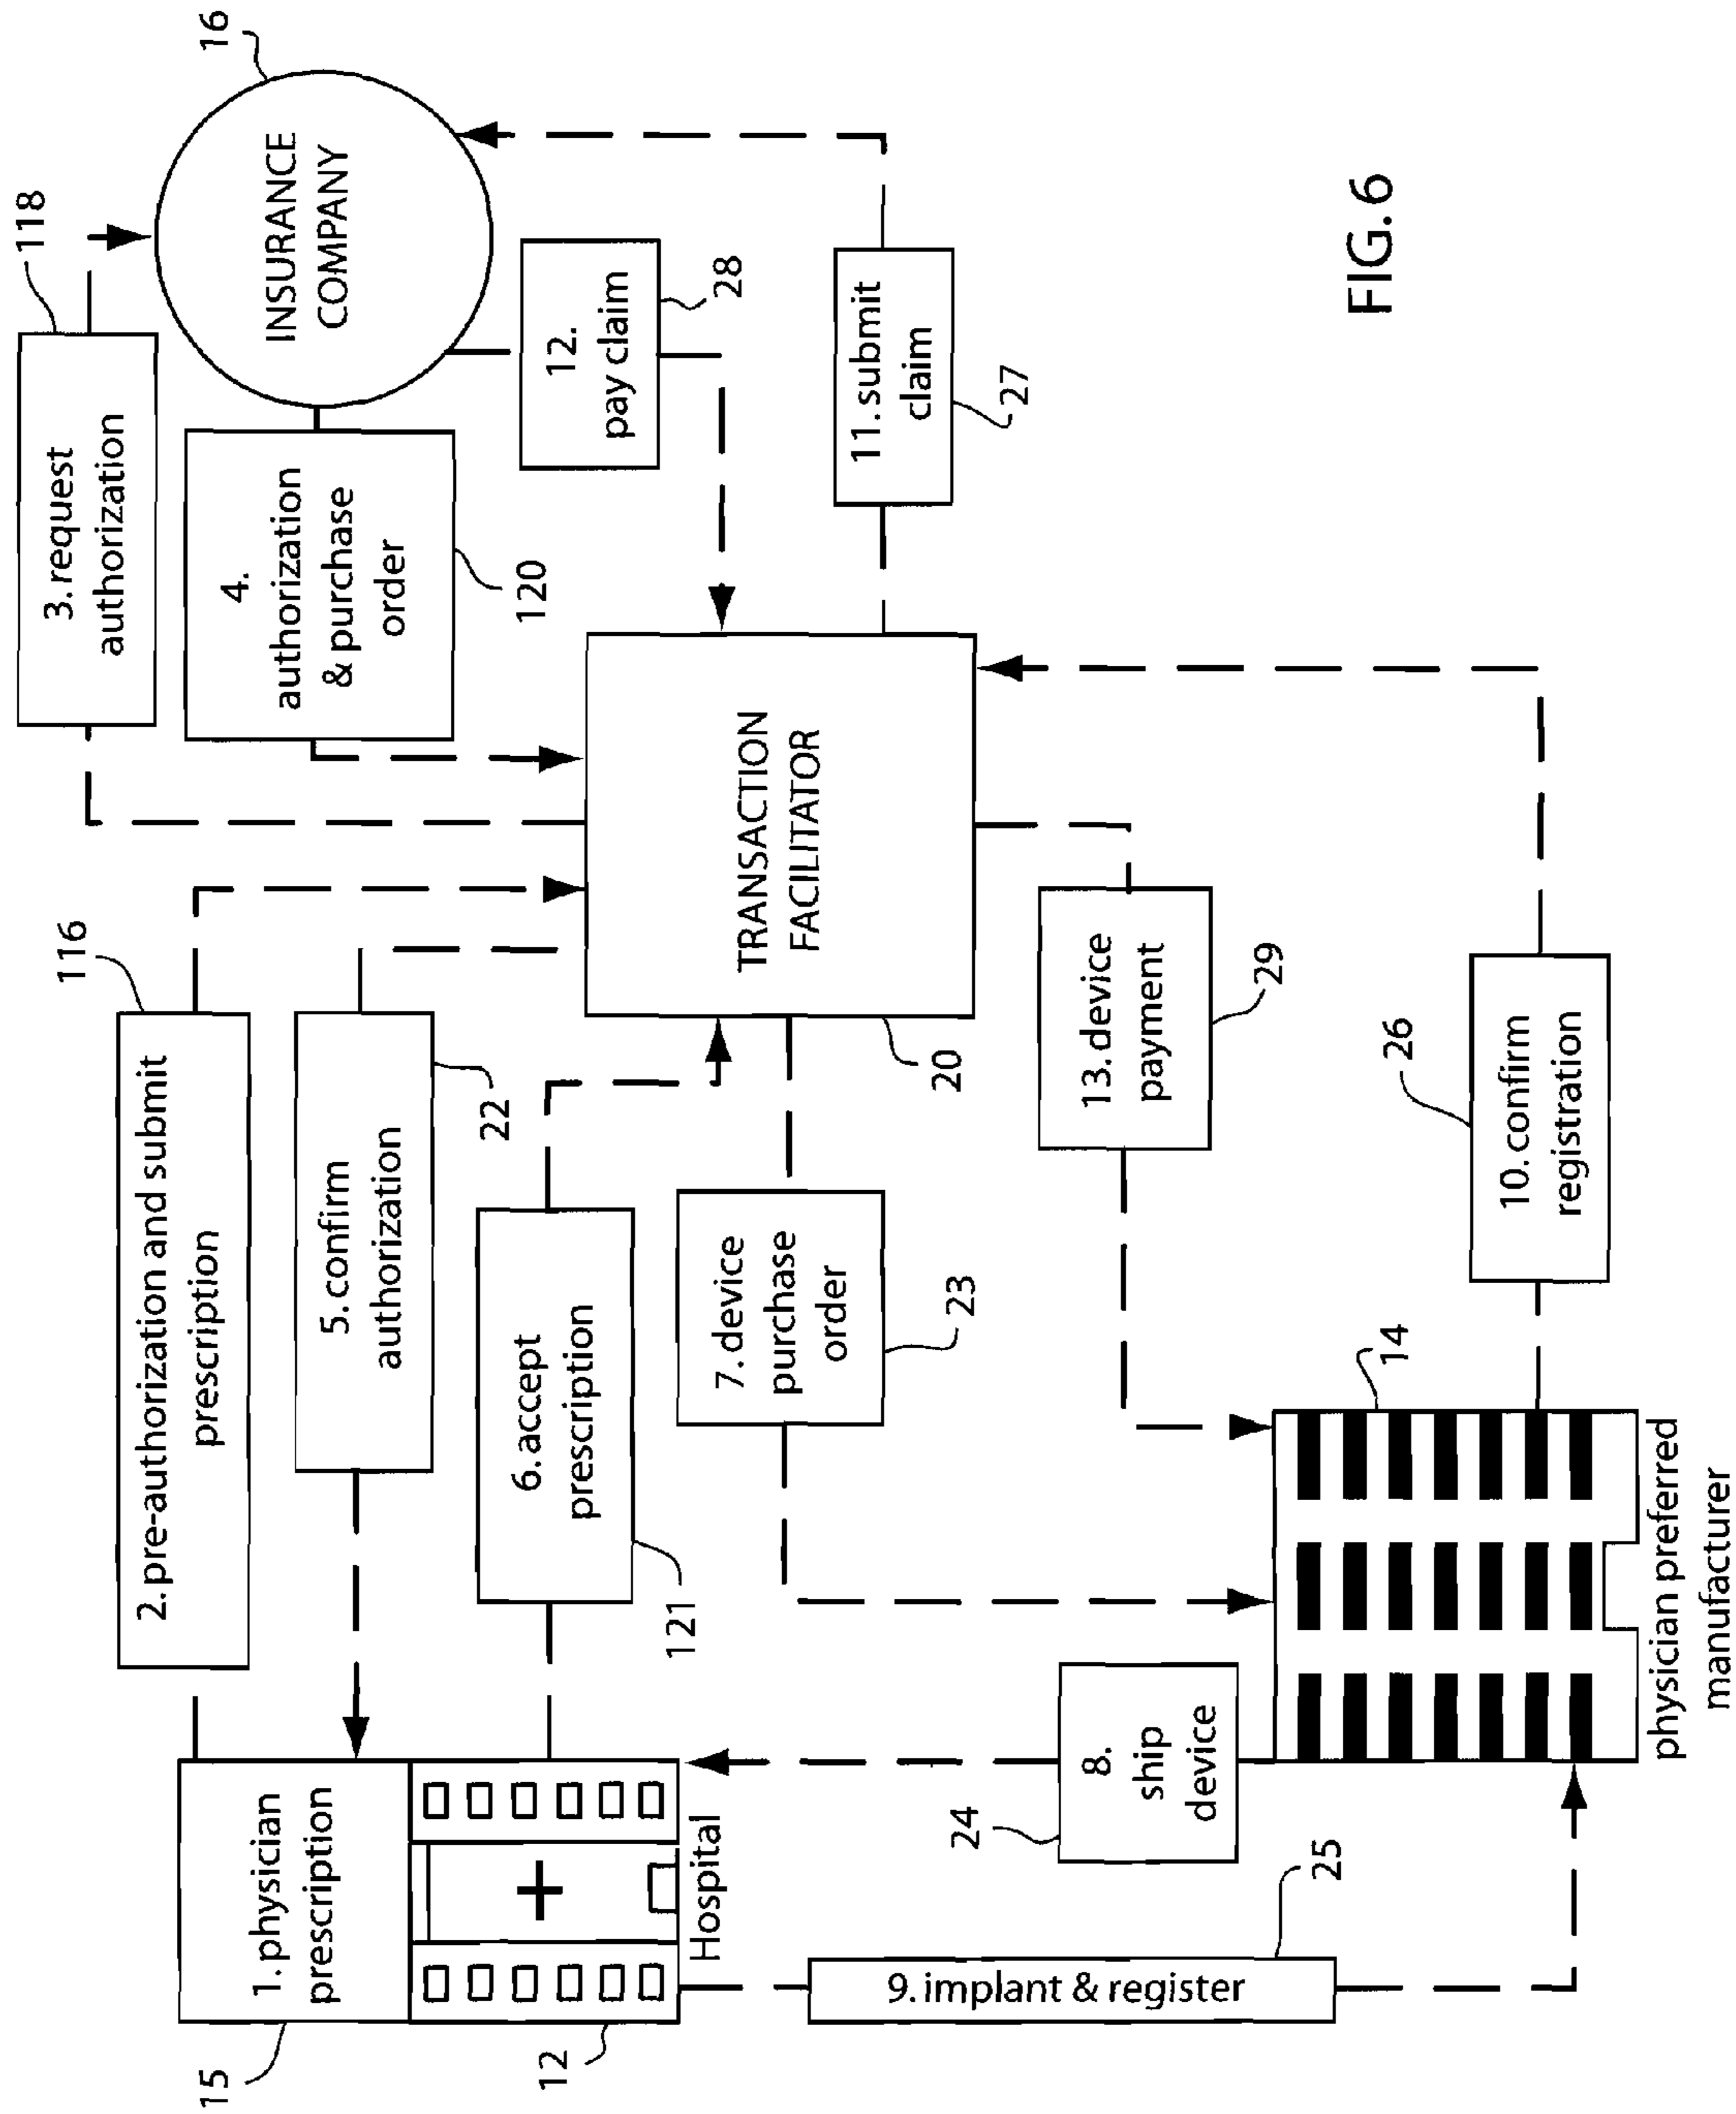 118
16
3. request
authorization
INSURANCE
COMPANY
4.
authorization
& purchase
order
120
12.
pay claim
28
11. submit
claim
27
116
2. pre-authorization and submit
prescription
5. confirm
authorization
22
6. accept
prescription
121
TRANSACTION
FACILITATOR
20
7. device
purchase
order
23
13. device
payment
29
10. confirm
registration
26
1. physician
prescription
15
Hospital
12
8.
ship
device
24
9. implant & register
25
14
physician preferred
manufacturer
FIG. 6